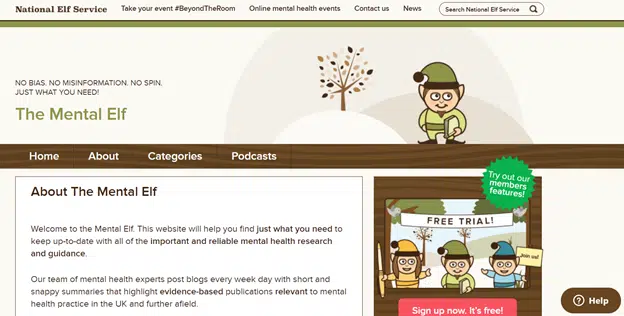 National Elf Service
Take your event #BeyondTheRoom
Online mental health events
Contact us
News
Search National Elf Service
NO BIAS. NO MISINFORMATION. NO SPIN.
JUST WHAT YOU NEED!
The Mental Elf
Home
About
Categories
Podcasts
Try out our
members
features!
About The Mental Elf
Welcome to the Mental Elf. This website will help you find just what you need to
keep up-to-date with all of the important and reliable mental health research
and guidance.
Our team of mental health experts post blogs every week day with short and
snappy summaries that highlight evidence-based publications relevant to mental
health practice in the UK and further afield.
FREE TRIAL!
Join us!
Sign up now. It's free!
Help